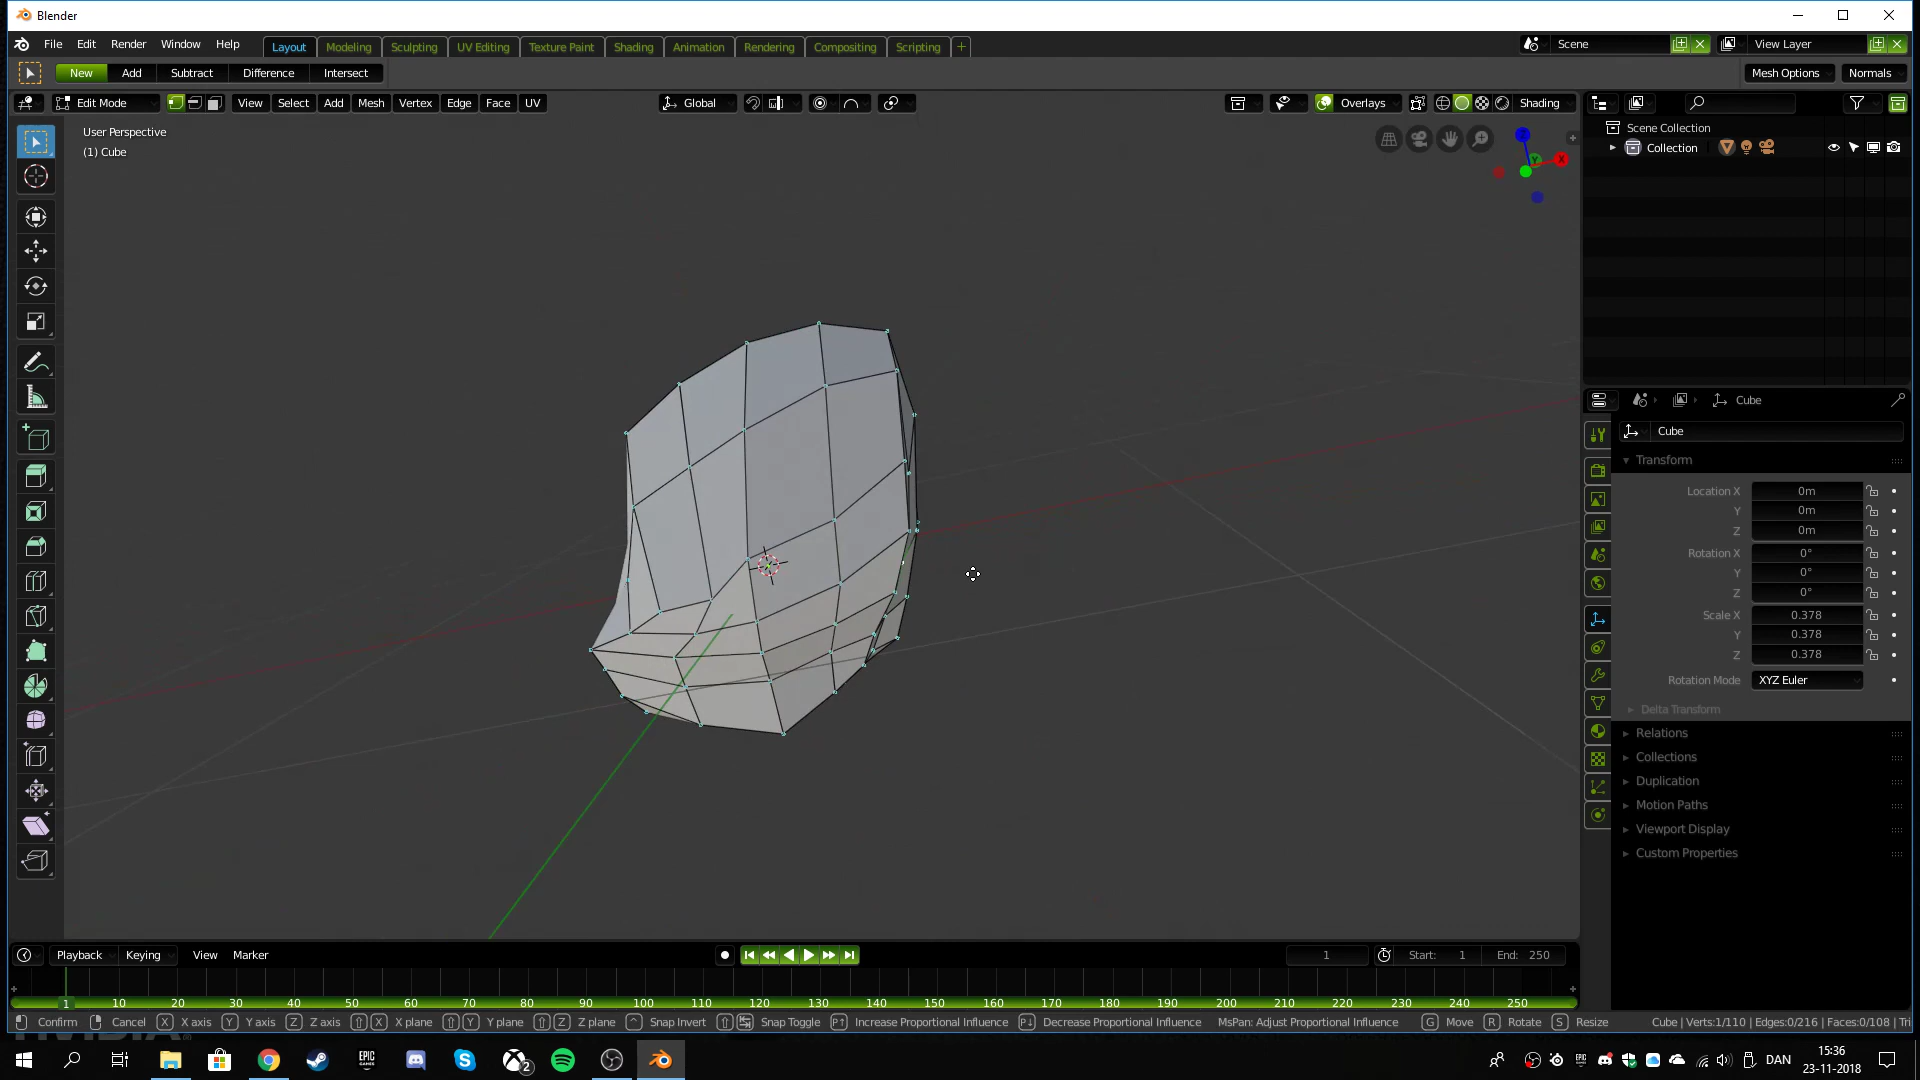 Blender
File Edit Render Window Help Layout Modeling Sculpting UV Editing Texture Paint Shading Animation Rendering Compositing Scripting + Scene View Layer
New Add Subtract Difference Intersect Mesh Options Normals
Edit Mode View Select Add Mesh Vertex Edge Face UV Global Overlays Shading
User Perspective
(1) Cube
Z
Y
X
Scene Collection
Collection
Cube
Cube
Transform
Location X 0m
Y 0m
Z 0m
Rotation X 0°
Y 0°
Z 0°
Scale X 0.378
Y 0.378
Z 0.378
Rotation Mode XYZ Euler
Delta Transform
Relations
Collections
Duplication
Motion Paths
Viewport Display
Custom Properties
Playback Keying View Marker 1 Start: 1 End: 250
1 10 20 30 40 50 60 70 80 90 100 110 120 130 140 150 160 170 180 190 200 210 220 230 240 250
Confirm Cancel X X axis Y Y axis Z Z axis X X plane Y Y plane Z Z plane Snap Invert Snap Toggle P↑ Increase Proportional Influence P↓ Decrease Proportional Influence MsPan: Adjust Proportional Influence G Move R Rotate S Resize Cube | Verts:1/110 | Edges:0/216 | Faces:0/108 | Tri
EPIC GAMES 2 DAN 15:36
23-11-2018